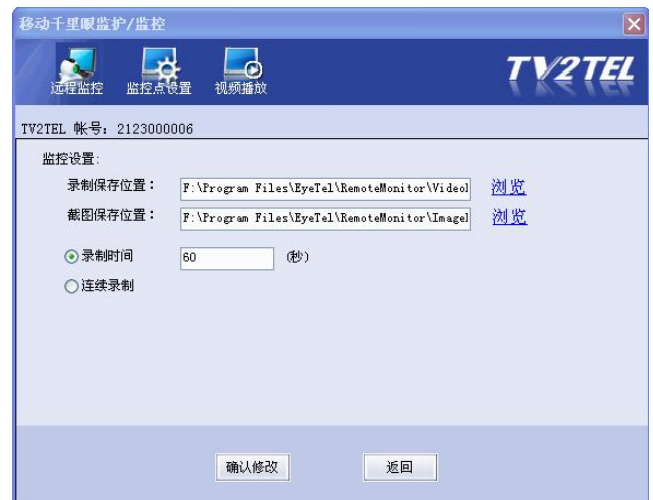 移动千里眼监护/监控
TV2TEL
远程监控 监控点设置 视频播放
TV2TEL 帐号: 2123000006
监控设置:
录制保存位置: F:\Program Files\EyeTel\RemoteMonitor\Video 浏览
截图保存位置: F:\Program Files\EyeTel\RemoteMonitor\Image 浏览
录制时间 60 (秒)
连续录制
确认修改 返回